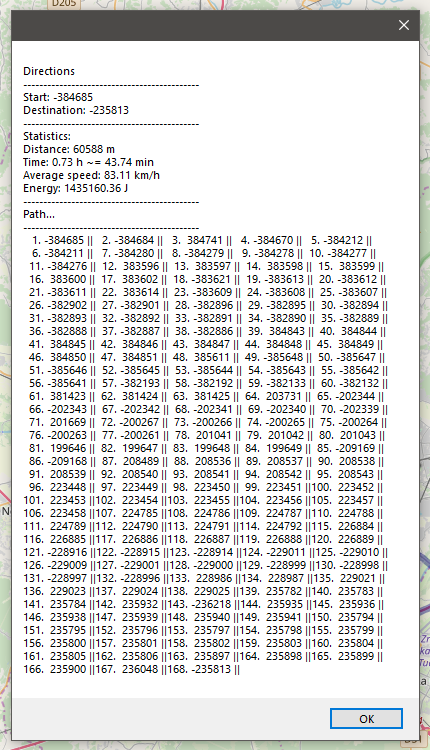 D205
Directions
--------------------------------------------
Start: -384685
Destination: -235813
--------------------------------------------
Statistics:
Distance: 60588 m
Time: 0.73 h ~= 43.74 min
Average speed: 83.11 km/h
Energy: 1435160.36 J
--------------------------------------------
Path...
--------------------------------------------
1. -384685 || 2. -384684 || 3. 384741 || 4. -384670 || 5. -384212 ||
6. -384211 || 7. -384280 || 8. -384279 || 9. -384278 || 10. -384277 ||
11. -384276 || 12. 383596 || 13. 383597 || 14. 383598 || 15. 383599 ||
16. 383600 || 17. 383602 || 18. -383621 || 19. -383613 || 20. -383612 ||
21. -383611 || 22. 383614 || 23. -383609 || 24. -383608 || 25. -383607 ||
26. -382902 || 27. -382901 || 28. -382896 || 29. -382895 || 30. -382894 ||
31. -382893 || 32. -382892 || 33. -382891 || 34. -382890 || 35. -382889 ||
36. -382888 || 37. -382887 || 38. -382886 || 39. 384843 || 40. 384844 ||
41. 384845 || 42. 384846 || 43. 384847 || 44. 384848 || 45. 384849 ||
46. 384850 || 47. 384851 || 48. 385611 || 49. -385648 || 50. -385647 ||
51. -385646 || 52. -385645 || 53. -385644 || 54. -385643 || 55. -385642 ||
56. -385641 || 57. -382193 || 58. -382192 || 59. -382133 || 60. -382132 ||
61. 381423 || 62. 381424 || 63. 381425 || 64. 203731 || 65. -202344 ||
66. -202343 || 67. -202342 || 68. -202341 || 69. -202340 || 70. -202339 ||
71. 201669 || 72. -200267 || 73. -200266 || 74. -200265 || 75. -200264 ||
76. -200263 || 77. -200261 || 78. 201041 || 79. 201042 || 80. 201043 ||
81. 199646 || 82. 199647 || 83. 199648 || 84. 199649 || 85. -209169 ||
86. -209168 || 87. 208489 || 88. 208536 || 89. 208537 || 90. 208538 ||
91. 208539 || 92. 208540 || 93. 208541 || 94. 208542 || 95. 208543 ||
96. 223448 || 97. 223449 || 98. 223450 || 99. 223451 ||100. 223452 ||
101. 223453 ||102. 223454 ||103. 223455 ||104. 223456 ||105. 223457 ||
106. 223458 ||107. 224785 ||108. 224786 ||109. 224787 ||110. 224788 ||
111. 224789 ||112. 224790 ||113. 224791 ||114. 224792 ||115. 226884 ||
116. 226885 ||117. 226886 ||118. 226887 ||119. 226888 ||120. 226889 ||
121. -228916 ||122. -228915 ||123. -228914 ||124. -229011 ||125. -229010 ||
126. -229009 ||127. -229001 ||128. -229000 ||129. -228999 ||130. -228998 ||
131. -228997 ||132. -228996 ||133. 228986 ||134. 228987 ||135. 229021 ||
136. 229023 ||137. 229024 ||138. 229025 ||139. 235782 ||140. 235783 ||
141. 235784 ||142. 235932 ||143. -236218 ||144. 235935 ||145. 235936 ||
146. 235938 ||147. 235939 ||148. 235940 ||149. 235941 ||150. 235794 ||
151. 235795 ||152. 235796 ||153. 235797 ||154. 235798 ||155. 235799 ||
156. 235800 ||157. 235801 ||158. 235802 ||159. 235803 ||160. 235804 ||
161. 235805 ||162. 235806 ||163. 235897 ||164. 235898 ||165. 235899 ||
166. 235900 ||167. 236048 ||168. -235813 ||
OK